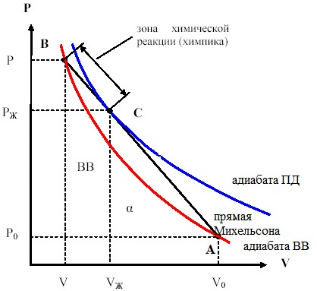 P
зона химической
реакции (химпика)
B
P
C
Pж
BB
адиабата ПД
α
прямая
Михельсона
P0
A
адиабата ВВ
V
V
Vж
V0